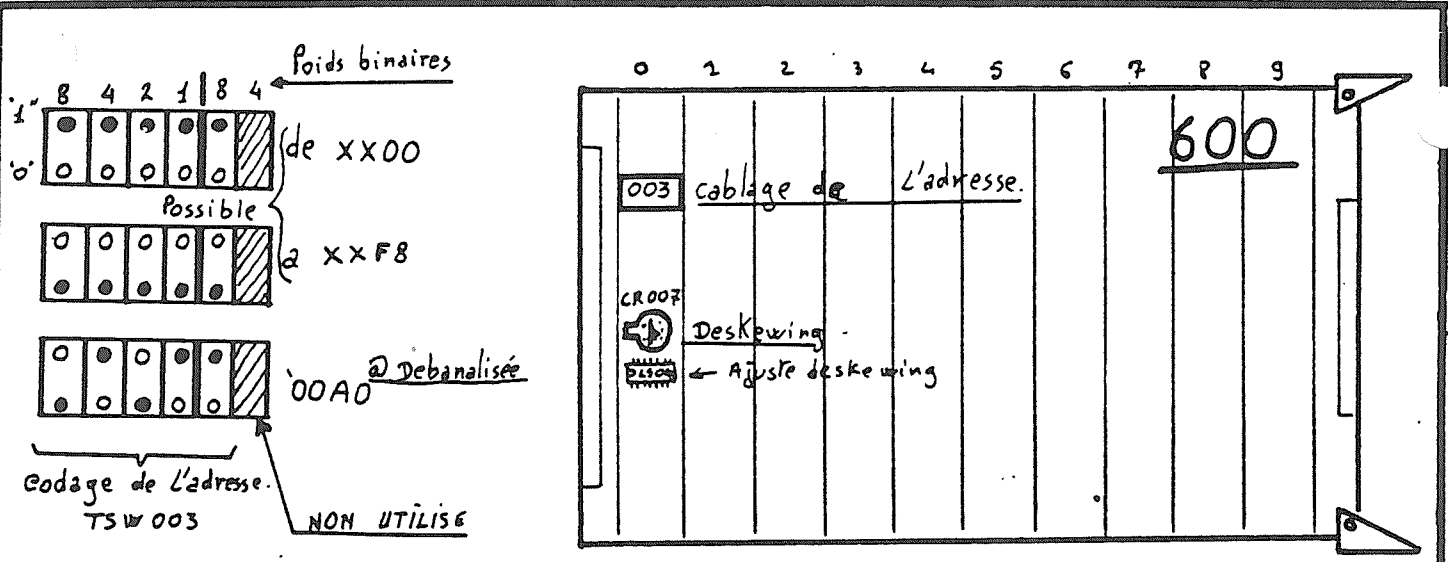 Poids binaires
8 4 2 1 8 4
"1"
'0'
de XX00
Possible
a XXF8
'00A0 @ Debanalisée
Codage de L'adresse.
TSW003
NON UTILISE
0 1 2 3 4 5 6 7 8 9
600
003 Cablage de L'adresse.
CR007
Deskewing
← Ajuste deskewing